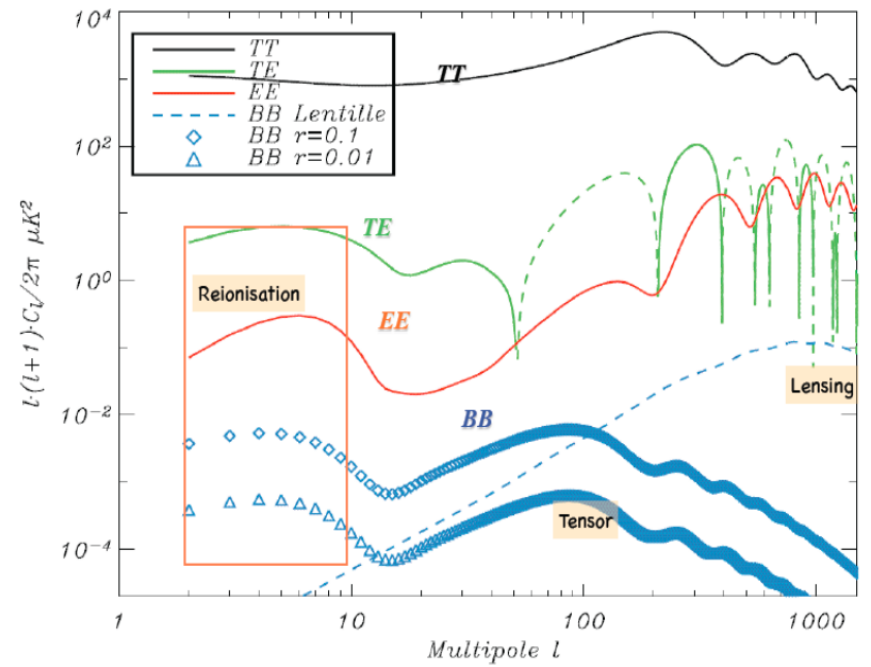 10⁴
10²
10⁰
10⁻²
10⁻⁴
l·(l+1)·Cₗ/2π μK²
TT
TE
EE
BB Lentille
BB r=0.1
BB r=0.01
TT
TE
Reionisation
EE
Lensing
BB
Tensor
1 10 100 1000
Multipole l